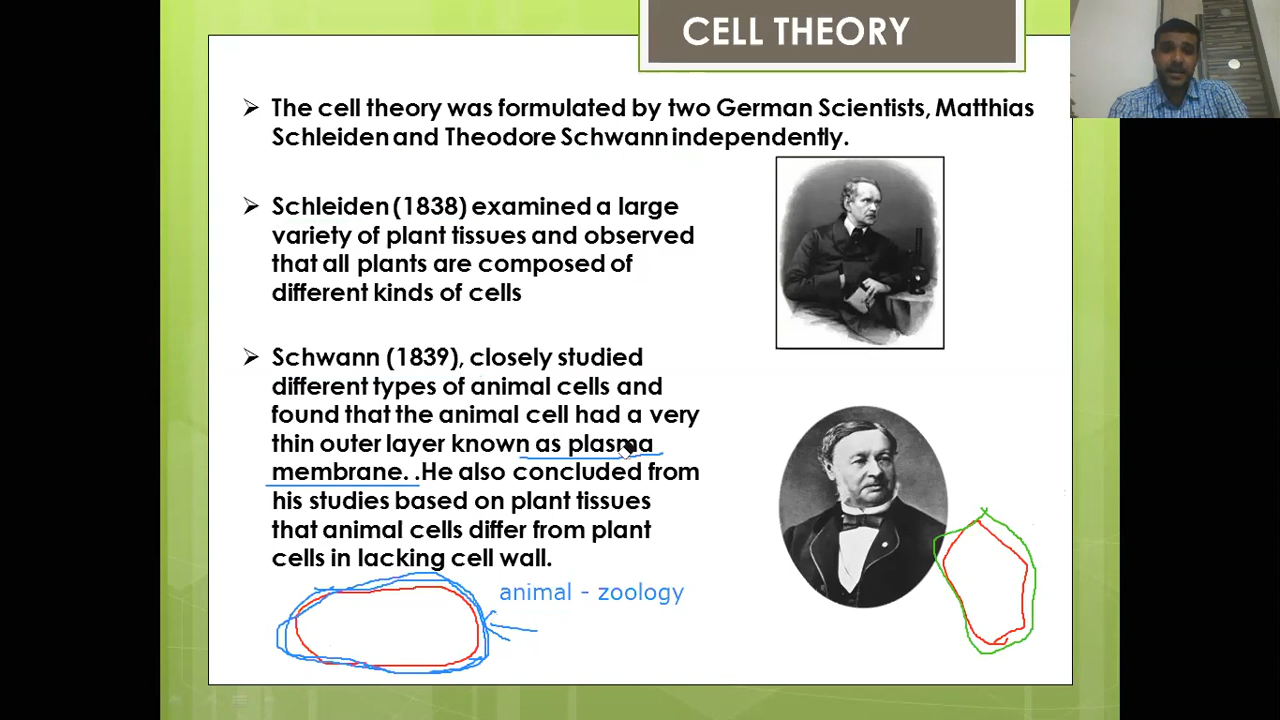 CELL THEORY
➢ The cell theory was formulated by two German Scientists, Matthias
Schleiden and Theodore Schwann independently.
➢ Schleiden (1838) examined a large
variety of plant tissues and observed
that all plants are composed of
different kinds of cells
➢ Schwann (1839), closely studied
different types of animal cells and
found that the animal cell had a very
thin outer layer known as plasma
membrane. .He also concluded from
his studies based on plant tissues
that animal cells differ from plant
cells in lacking cell wall.
animal - zoology